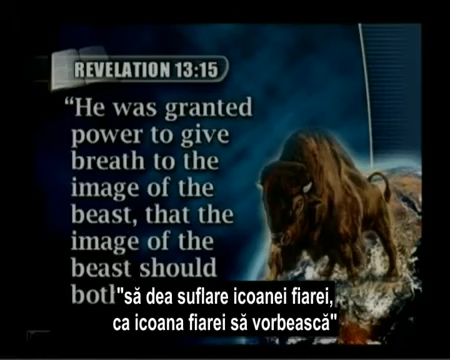 REVELATION 13:15
"He was granted
power to give
breath to the
image of the
beast, that the
image of the
beast should
"să dea suflare icoanei fiarei,
ca icoana fiarei să vorbească"